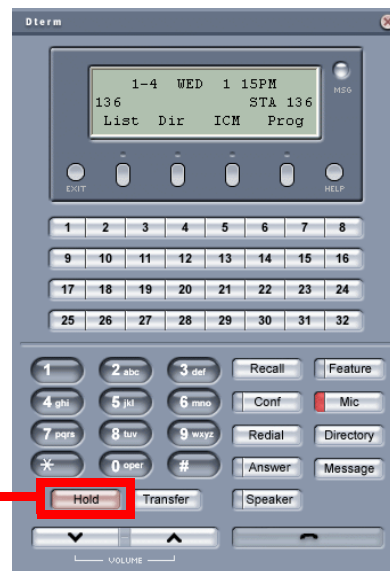 Dterm
1-4 WED 1 15PM
136 STA 136
List Dir ICM Prog
MSG
EXIT
HELP
1 2 3 4 5 6 7 8
9 10 11 12 13 14 15 16
17 18 19 20 21 22 23 24
25 26 27 28 29 30 31 32
1 2 abc 3 def Recall Feature
4 ghi 5 jkl 6 mno Conf Mic
7 pqrs 8 tuv 9 wxyz Redial Directory
* 0 oper # Answer Message
Hold Transfer Speaker
VOLUME